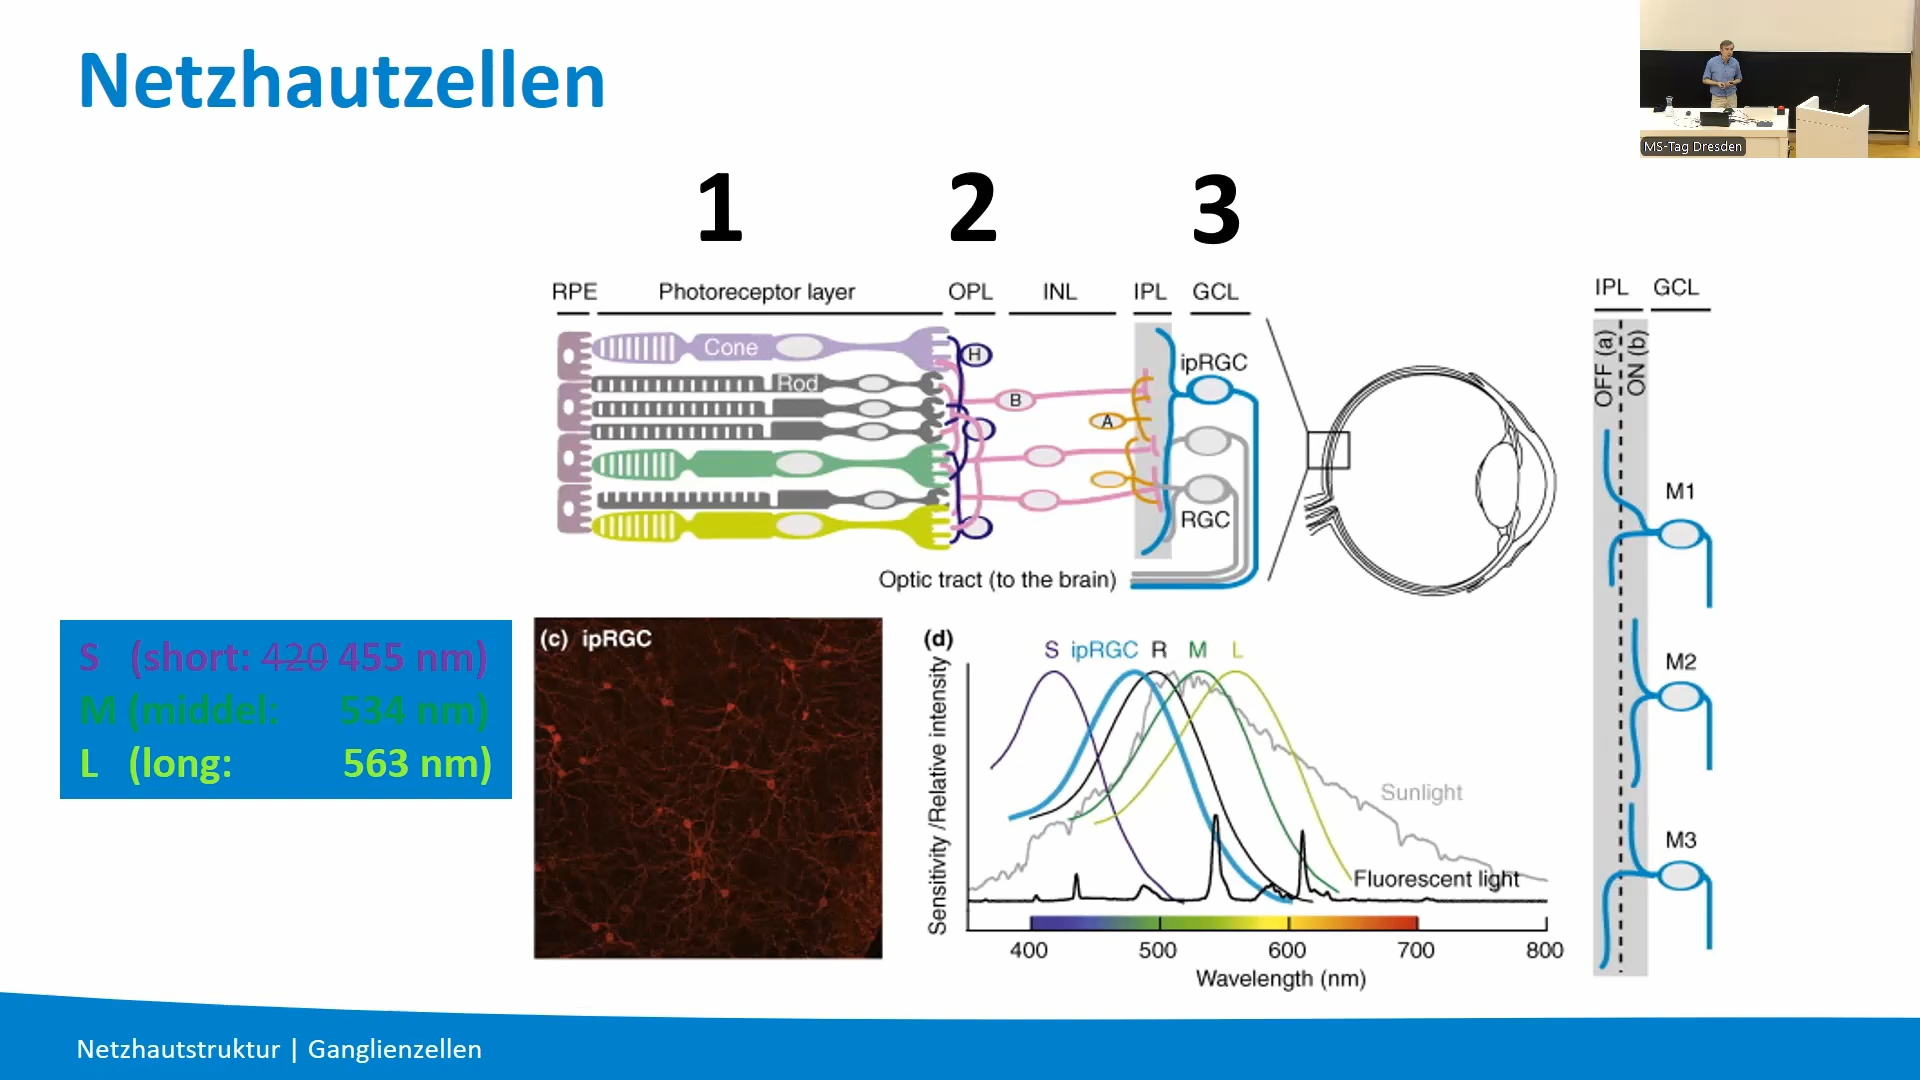 Netzhautzellen
MS-Tag Dresden
1 2 3
RPE Photoreceptor layer OPL INL IPL GCL
IPL GCL
OFF (a)
ON (b)
Cone
H
Rod
B
A
ipRGC
RGC
Optic tract (to the brain)
M1
M2
M3
S (short: 420 455 nm)
M (middel: 534 nm)
L (long: 563 nm)
(c) ipRGC
(d)
S ipRGC R M L
Sensitivity/Relative intensity
Sunlight
Fluorescent light
400 500 600 700 800
Wavelength (nm)
Netzhautstruktur | Ganglienzellen